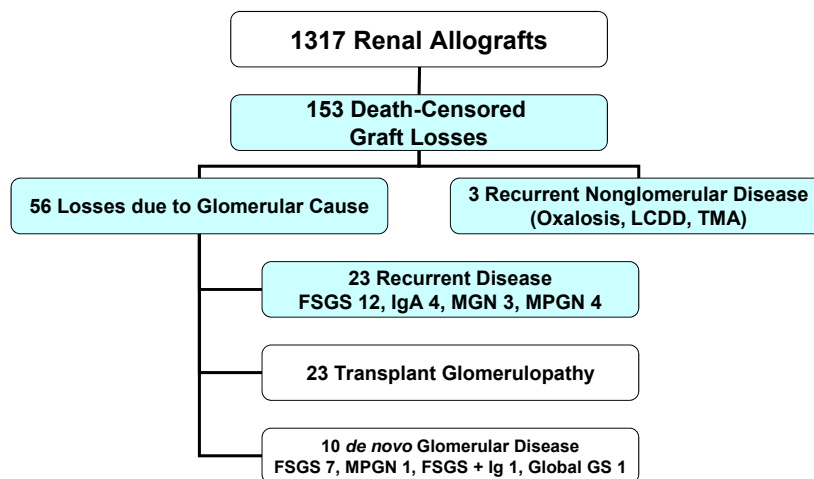 1317 Renal Allografts
153 Death-Censored
Graft Losses
56 Losses due to Glomerular Cause
3 Recurrent Nonglomerular Disease
(Oxalosis, LCDD, TMA)
23 Recurrent Disease
FSGS 12, IgA 4, MGN 3, MPGN 4
23 Transplant Glomerulopathy
10 de novo Glomerular Disease
FSGS 7, MPGN 1, FSGS + Ig 1, Global GS 1